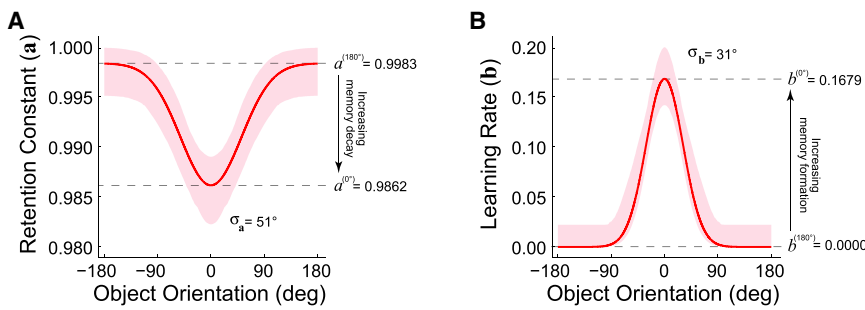 A
Retention Constant (a)
1.000
0.995
0.990
0.985
0.980
−180
−90
0
90
180
Object Orientation (deg)
σa = 51°
a(180°) = 0.9983
Increasing
memory decay
a(0°) = 0.9862
B
Learning Rate (b)
0.20
0.15
0.10
0.05
0.00
−180
−90
0
90
180
Object Orientation (deg)
σb = 31°
b(0°) = 0.1679
Increasing
memory formation
b(180°) = 0.0000